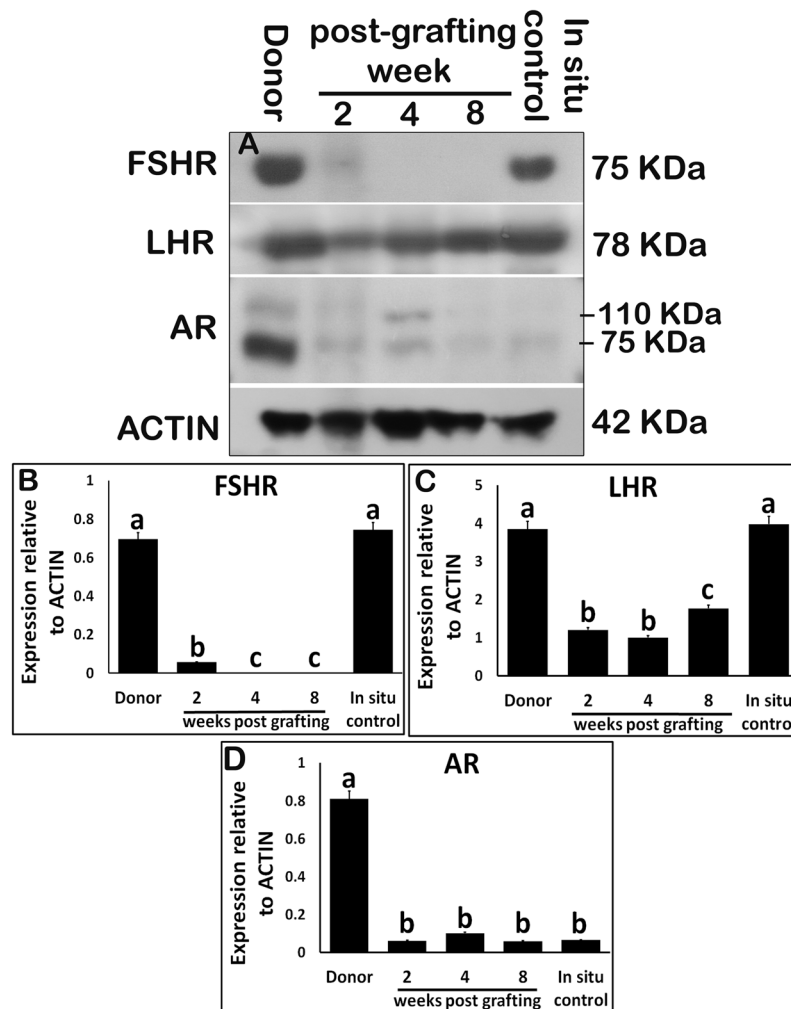 Donor
post-grafting
week
2 4 8
In situ
control
A
FSHR 75 KDa
LHR 78 KDa
AR 110 KDa
75 KDa
ACTIN 42 KDa
B
FSHR
Expression relative
to ACTIN
1
0.8
0.6
0.4
0.2
0
a b c c a
Donor 2 4 8 In situ
weeks post grafting control
C
LHR
Expression relative
to ACTIN
5
4
3
2
1
0
a b b c a
Donor 2 4 8 In situ
weeks post grafting control
D
AR
Expression relative
to ACTIN
1
0.8
0.6
0.4
0.2
0
a b b b b
Donor 2 4 8 In situ
weeks post grafting control